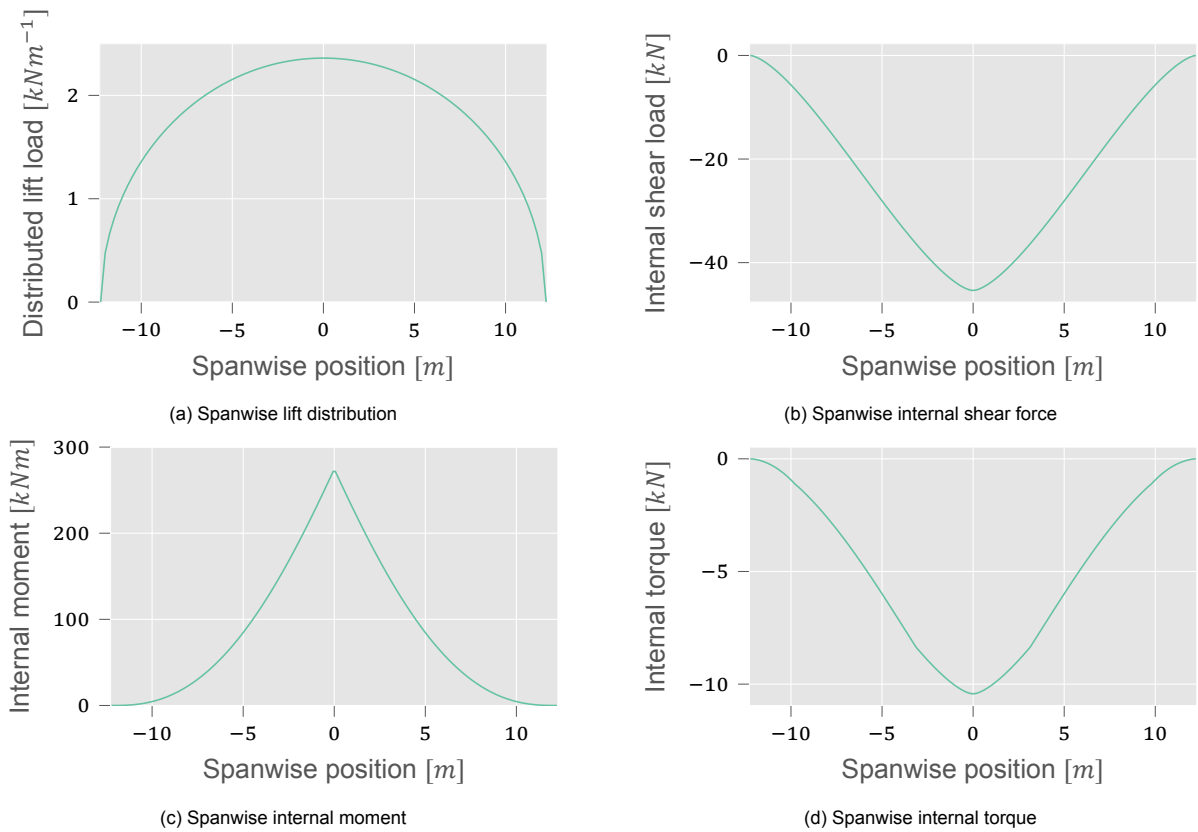 Distributed lift load [kNm⁻¹]
2
1
0
−10 −5 0 5 10
Spanwise position [m]
(a) Spanwise lift distribution
Internal shear load [kN]
0
−20
−40
−10 −5 0 5 10
Spanwise position [m]
(b) Spanwise internal shear force
Internal moment [kNm]
300
200
100
0
−10 −5 0 5 10
Spanwise position [m]
(c) Spanwise internal moment
Internal torque [kN]
0
−5
−10
−10 −5 0 5 10
Spanwise position [m]
(d) Spanwise internal torque